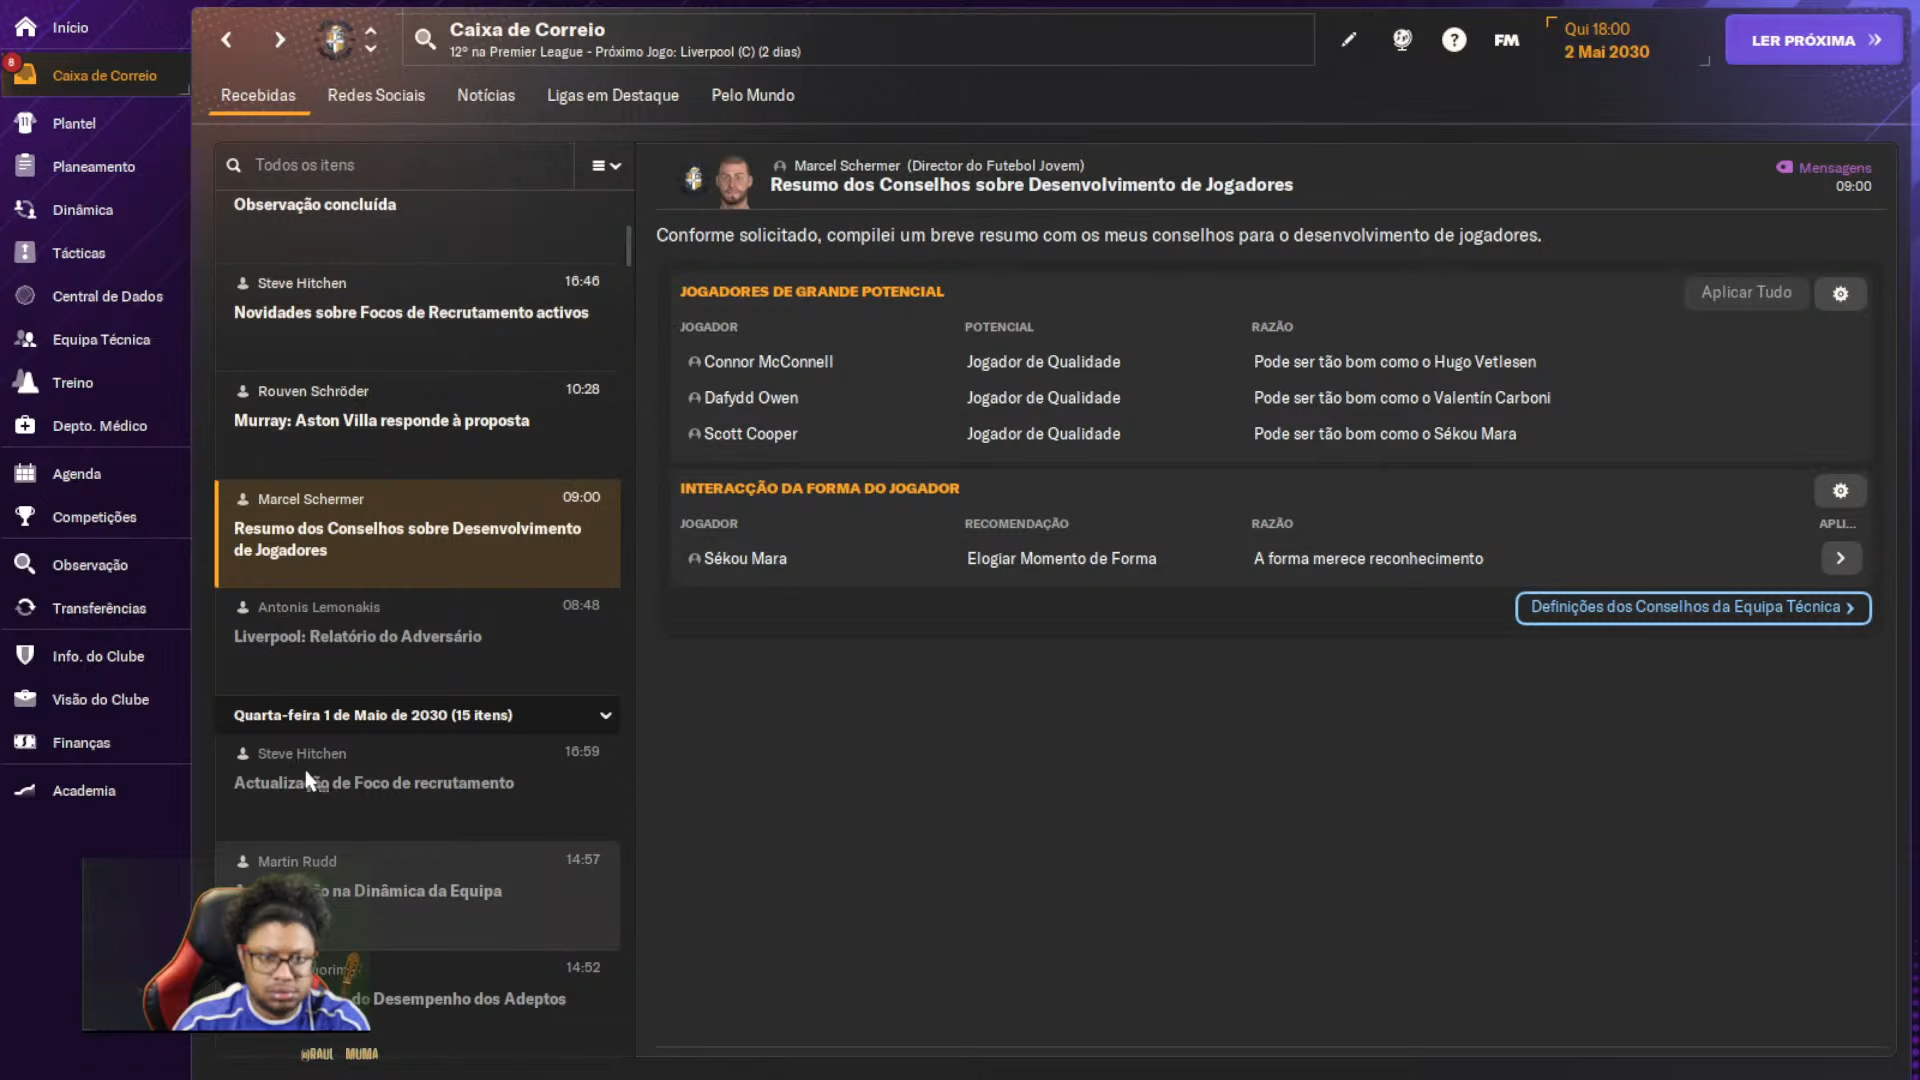 Início
8
Caixa de Correio
Plantel
Planeamento
Dinâmica
Tácticas
Central de Dados
Equipa Técnica
Treino
Depto. Médico
Agenda
Competições
Observação
Transferências
Info. do Clube
Visão do Clube
Finanças
Academia
Caixa de Correio
12º na Premier League - Próximo Jogo: Liverpool (C) (2 dias)
FM
Qui 18:00
2 Mai 2030
LER PRÓXIMA
Recebidas
Redes Sociais
Notícias
Ligas em Destaque
Pelo Mundo
Todos os itens
Observação concluída
Steve Hitchen
16:46
Novidades sobre Focos de Recrutamento activos
Rouven Schröder
10:28
Murray: Aston Villa responde à proposta
Marcel Schermer
09:00
Resumo dos Conselhos sobre Desenvolvimento
de Jogadores
Antonis Lemonakis
08:48
Liverpool: Relatório do Adversário
Quarta-feira 1 de Maio de 2030 (15 itens)
Steve Hitchen
16:59
Actualização de Foco de recrutamento
Martin Rudd
14:57
na Dinâmica da Equipa
14:52
do Desempenho dos Adeptos
@RAUL MUMA
Marcel Schermer (Director do Futebol Jovem)
Resumo dos Conselhos sobre Desenvolvimento de Jogadores
Mensagens
09:00
Conforme solicitado, compilei um breve resumo com os meus conselhos para o desenvolvimento de jogadores.
JOGADORES DE GRANDE POTENCIAL
Aplicar Tudo
JOGADOR POTENCIAL RAZÃO
Connor McConnell Jogador de Qualidade Pode ser tão bom como o Hugo Vetlesen
Dafydd Owen Jogador de Qualidade Pode ser tão bom como o Valentín Carboni
Scott Cooper Jogador de Qualidade Pode ser tão bom como o Sékou Mara
INTERACÇÃO DA FORMA DO JOGADOR
JOGADOR RECOMENDAÇÃO RAZÃO APLI...
Sékou Mara Elogiar Momento de Forma A forma merece reconhecimento
Definições dos Conselhos da Equipa Técnica